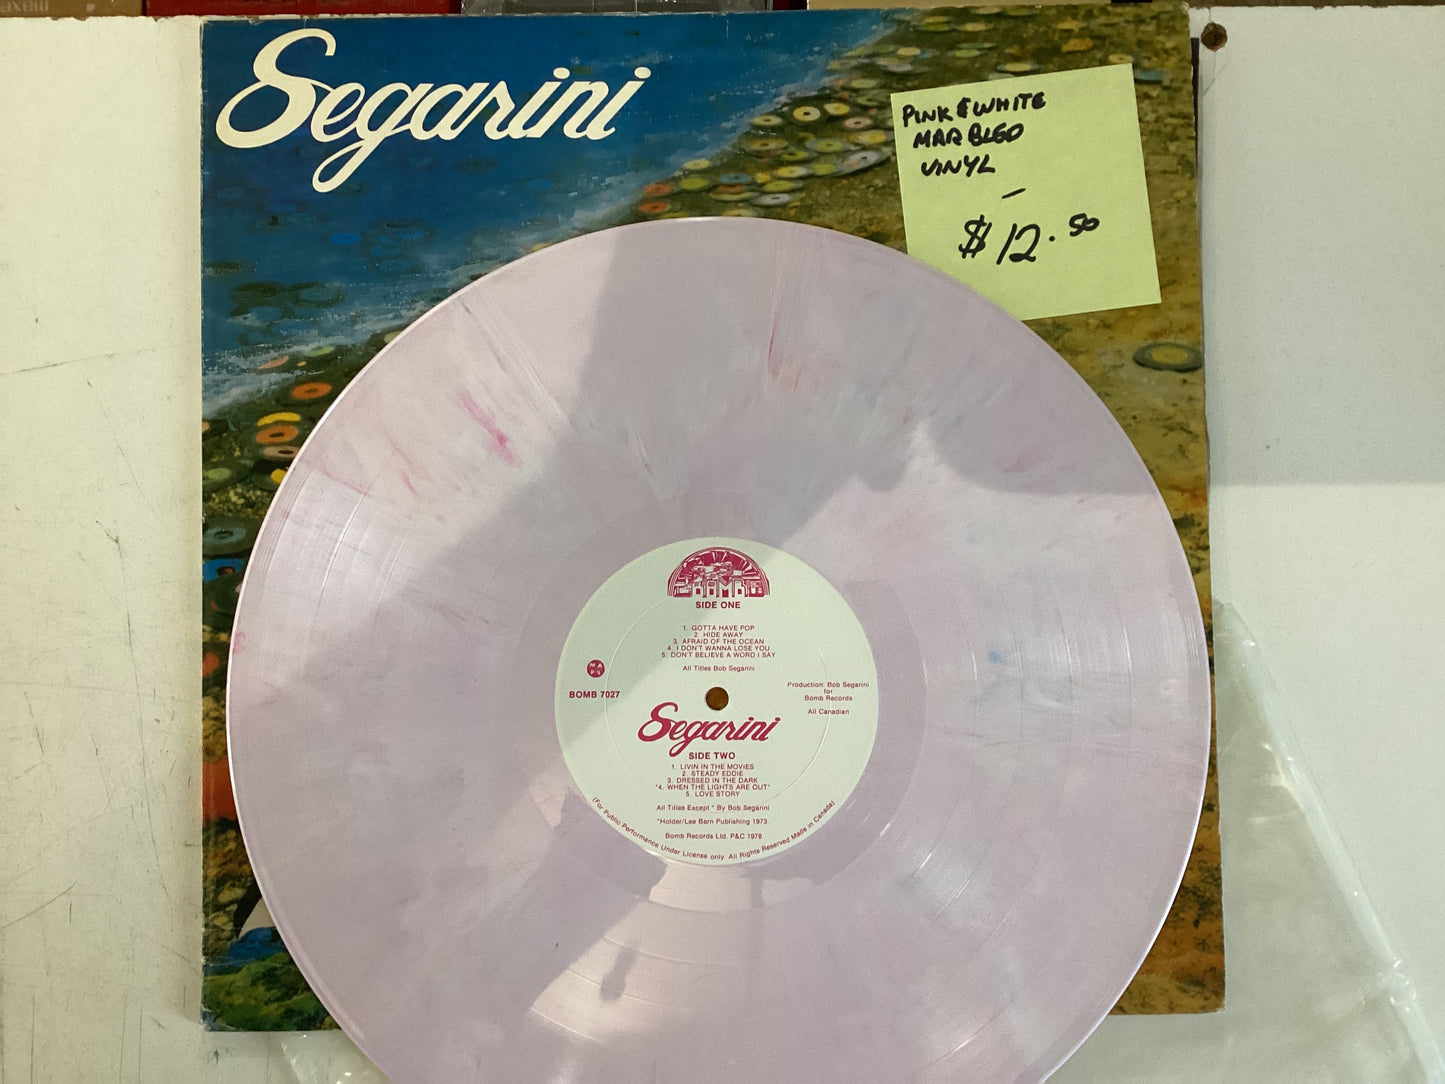 maxell
Segarini
PINK & WHITE
MARBLED
VINYL
—
$12.50
BOMB
SIDE ONE
1. GOTTA HAVE POP
2. HIDE AWAY
3. AFRAID OF THE OCEAN
4. I DON'T WANNA LOSE YOU
5. DON'T BELIEVE A WORD I SAY
All Titles Bob Segarini
MAPL
BOMB 7027
Production: Bob Segarini
for
Bomb Records
All Canadian
Segarini
SIDE TWO
1. LIVIN IN THE MOVIES
2. STEADY EDDIE
3. DRESSED IN THE DARK
*4. WHEN THE LIGHTS ARE OUT*
5. LOVE STORY
All Titles Except * By Bob Segarini
*Holder/Lee Barn Publishing 1973.
Bomb Records Ltd. P&C 1978
(For Public Performance Under License only. All Rights Reserved Made in Canada)